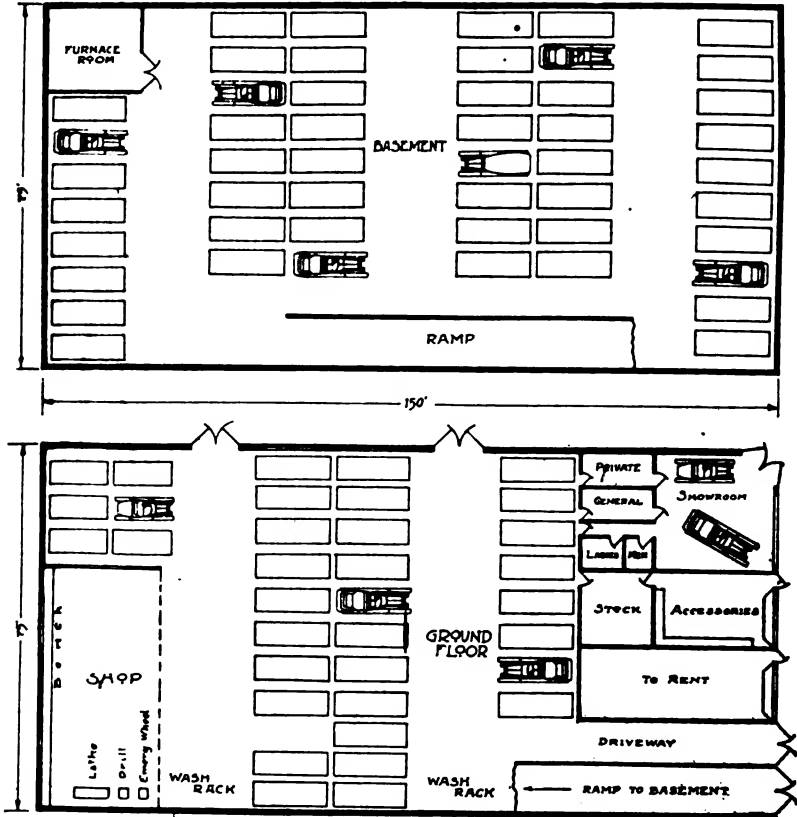 FURNACE
ROOM
BASEMENT
75'
RAMP
150'
PRIVATE
SHOWROOM
GENERAL
LADIES
MEN
STOCK
ACCESSORIES
75'
BENCH
SHOP
GROUND
FLOOR
TO RENT
Lathe
Drill
Emery Wheel
DRIVEWAY
WASH
RACK
WASH
RACK
RAMP TO BASEMENT